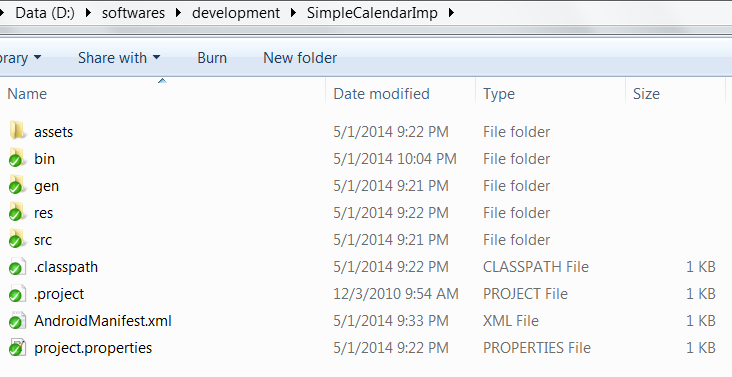 Data (D:) softwares development SimpleCalendarImp
brary Share with Burn New folder
Name Date modified Type Size
assets 5/1/2014 9:22 PM File folder
bin 5/1/2014 10:04 PM File folder
gen 5/1/2014 9:21 PM File folder
res 5/1/2014 9:22 PM File folder
src 5/1/2014 9:21 PM File folder
.classpath 5/1/2014 9:22 PM CLASSPATH File 1 KB
.project 12/3/2010 9:54 AM PROJECT File 1 KB
AndroidManifest.xml 5/1/2014 9:33 PM XML File 1 KB
project.properties 5/1/2014 9:22 PM PROPERTIES File 1 KB